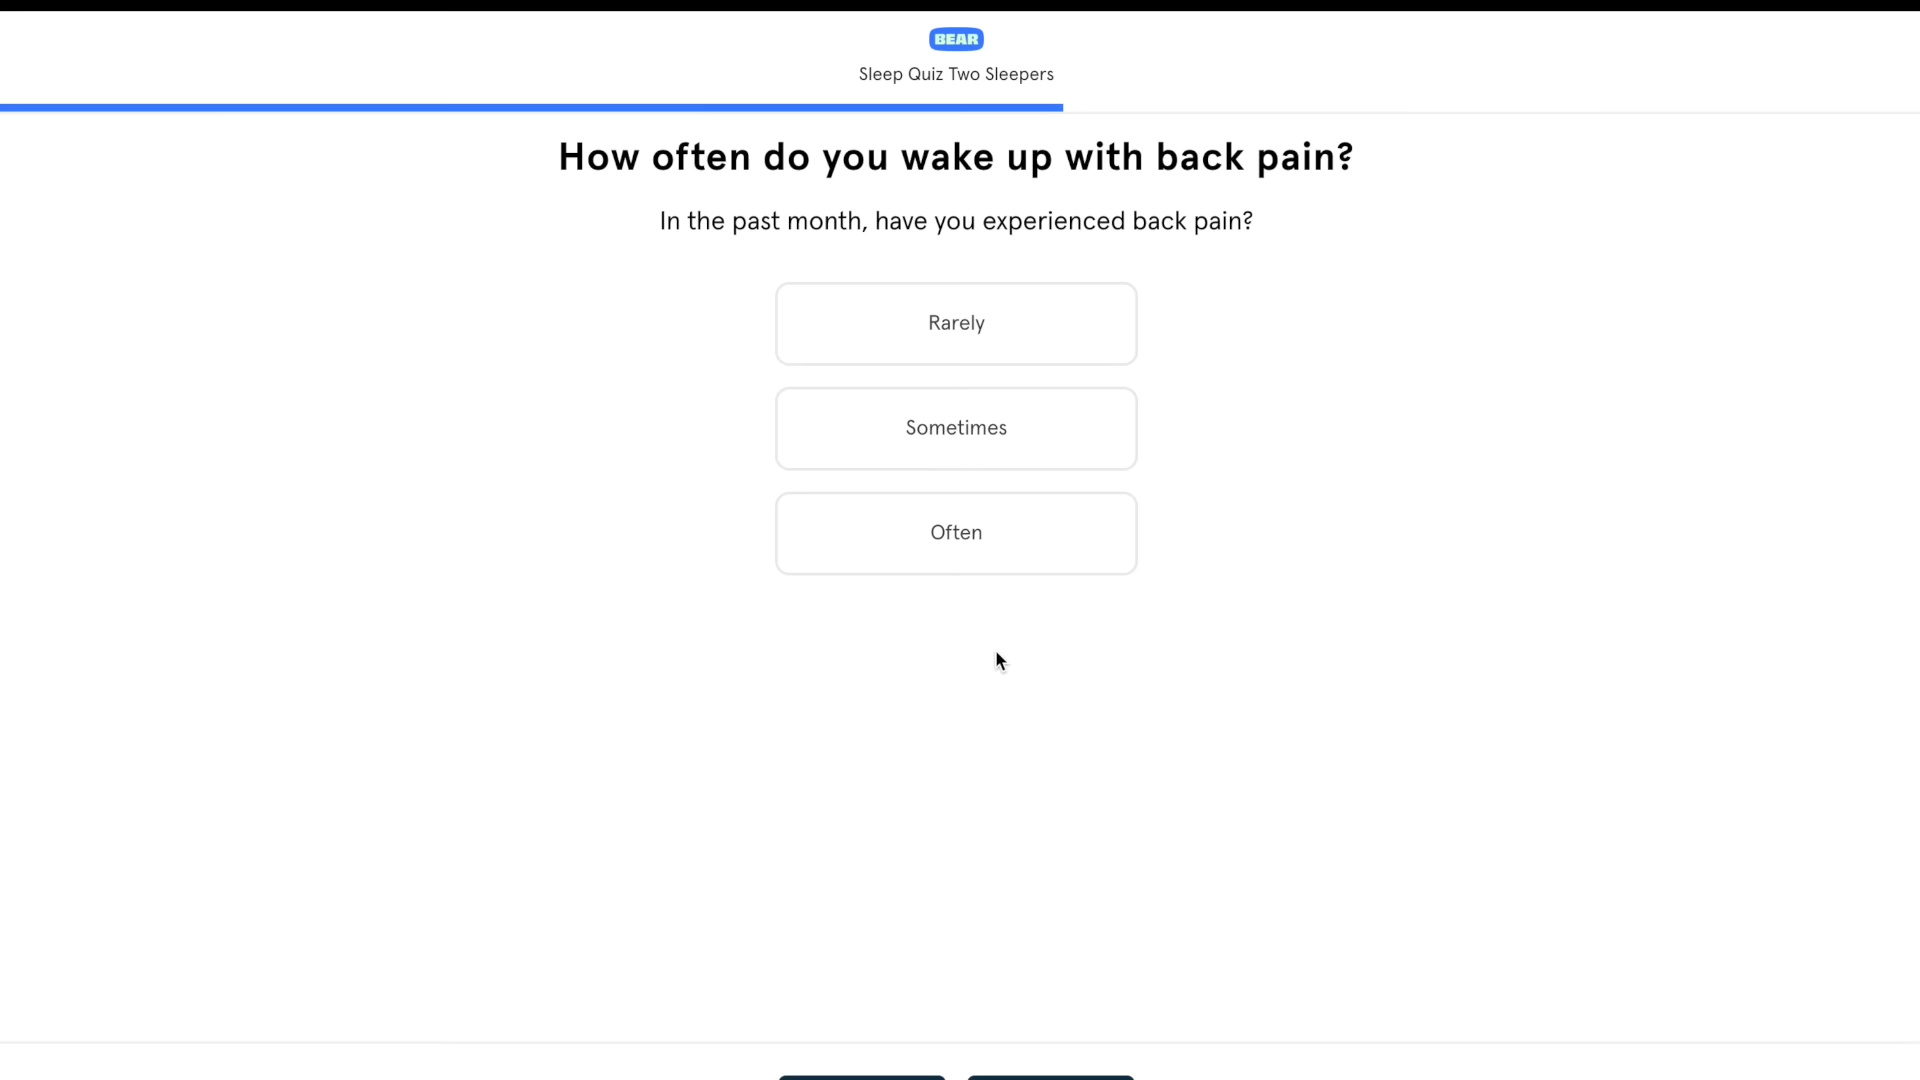 BEAR
Sleep Quiz Two Sleepers
How often do you wake up with back pain?
In the past month, have you experienced back pain?
Rarely
Sometimes
Often